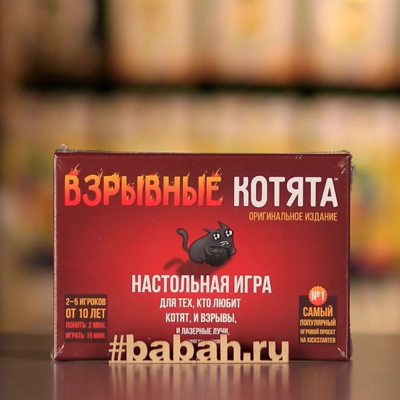 ВЗРЫВНЫЕ КОТЯТА
ОРИГИНАЛЬНОЕ ИЗДАНИЕ
НАСТОЛЬНАЯ ИГРА
ДЛЯ ТЕХ, КТО ЛЮБИТ
КОТЯТ, И ВЗРЫВЫ,
И ЛАЗЕРНЫЕ ЛУЧИ,
2–5 ИГРОКОВ
ОТ 10 ЛЕТ
ПОНЯТЬ: 2 МИН
ИГРАТЬ: 15 МИН
№1
САМЫЙ
ПОПУЛЯРНЫЙ
ИГРОВОЙ ПРОЕКТ
НА KICKSTARTER
#babah.ru